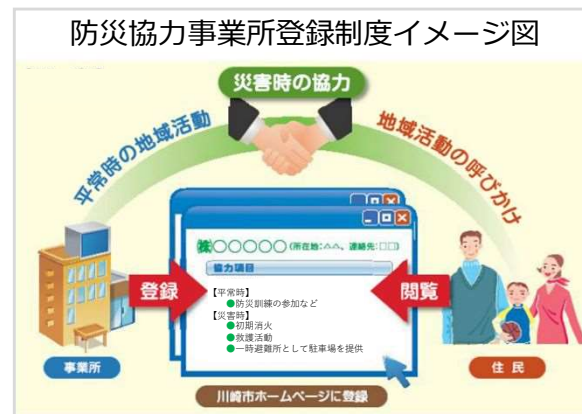 防災協力事業所登録制度イメージ図
災害時の協力
平常時の地域活動
地域活動の呼びかけ
㈱○○○○○(所在地:△△、連絡先:□□)
協力項目
登録
閲覧
【平常時】
●防災訓練の参加など
【災害時】
●初期消火
●救護活動
●一時避難所として駐車場を提供
事業所
住民
川崎市ホームページに登録